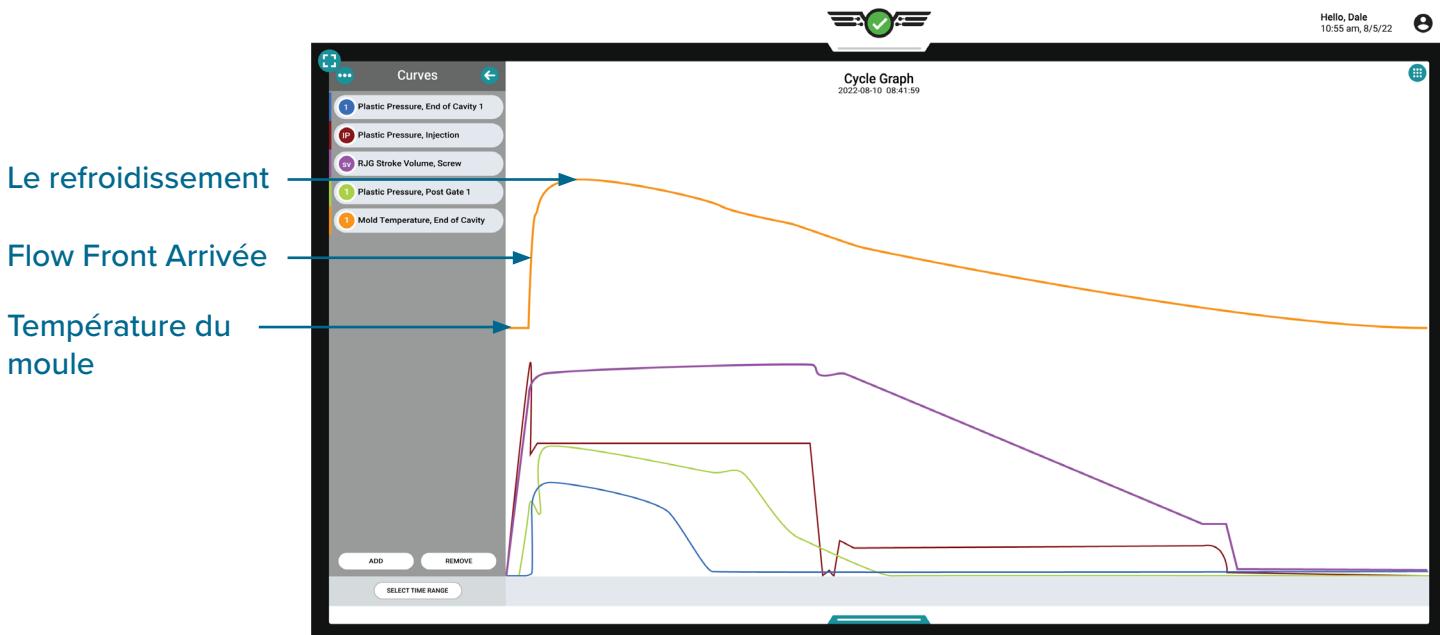 Hello, Dale
10:55 am, 8/5/22
Curves
Cycle Graph
2022-08-10 08:41:59
1 Plastic Pressure, End of Cavity 1
IP Plastic Pressure, Injection
SV RJG Stroke Volume, Screw
1 Plastic Pressure, Post Gate 1
1 Mold Temperature, End of Cavity
Le refroidissement
Flow Front Arrivée
Température du
moule
ADD REMOVE
SELECT TIME RANGE